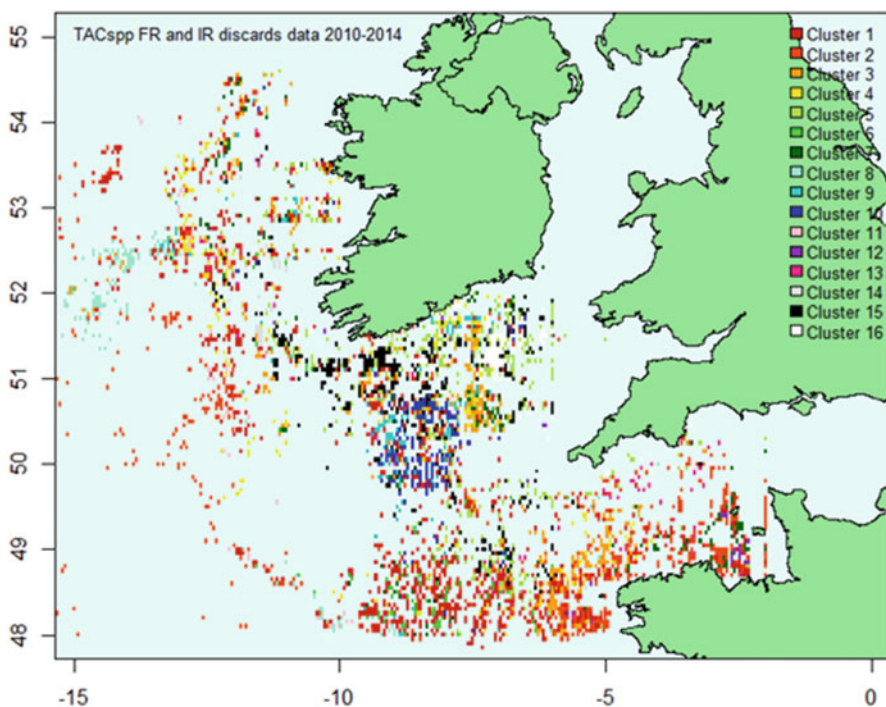 TACspp FR and IR discards data 2010-2014
Cluster 1
Cluster 2
Cluster 3
Cluster 4
Cluster 5
Cluster 6
Cluster 7
Cluster 8
Cluster 9
Cluster 10
Cluster 11
Cluster 12
Cluster 13
Cluster 14
Cluster 15
Cluster 16
55
54
53
52
51
50
49
48
-15
-10
-5
0